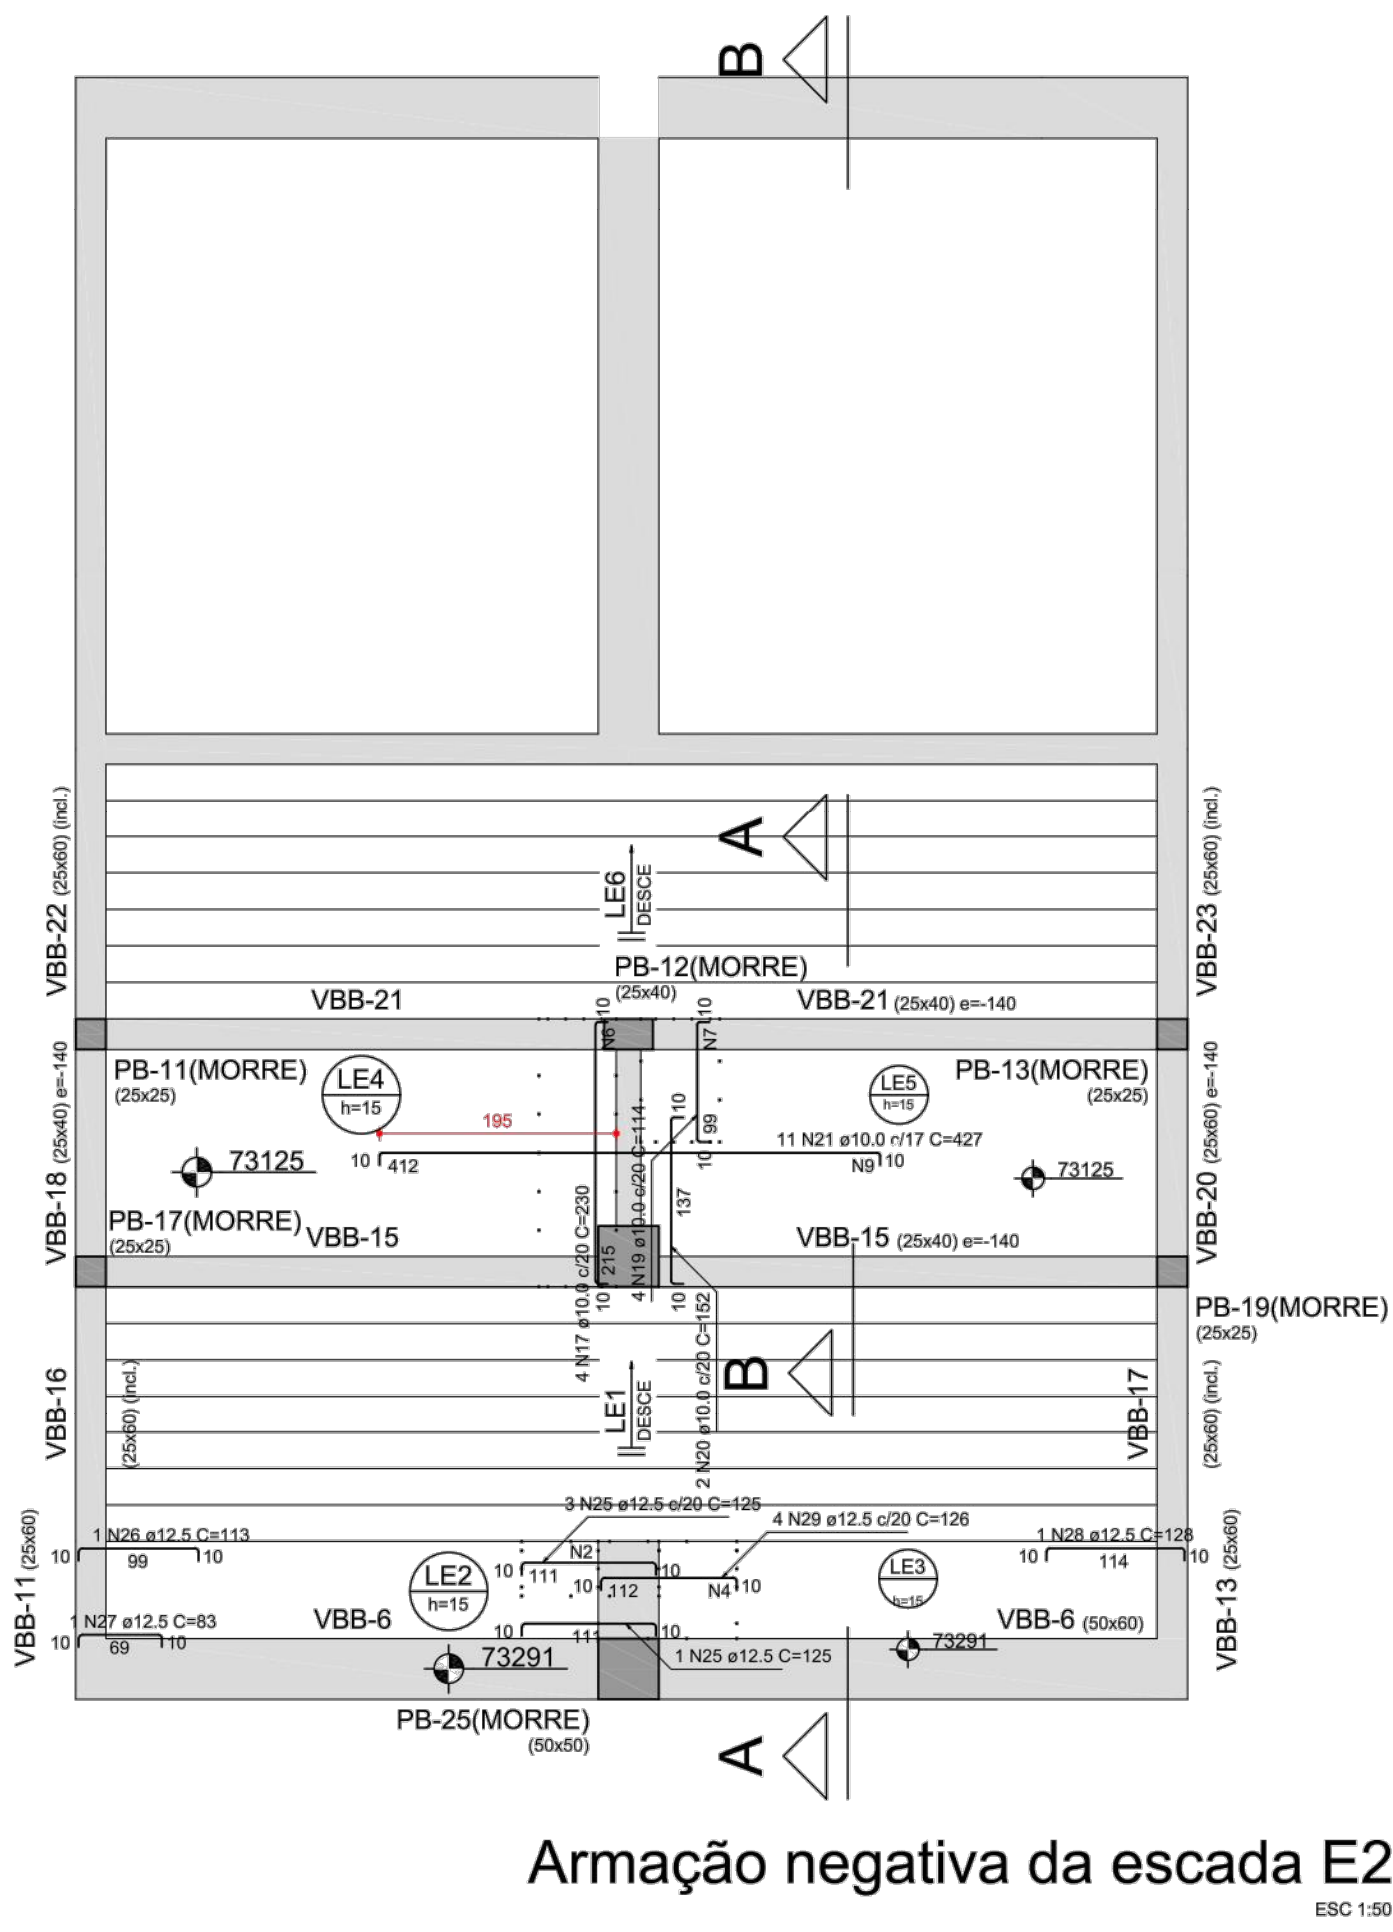 B
VBB-22 (25x60) (incl.)
A
VBB-23 (25x60) (incl.)
LE6
DESCE
PB-12(MORRE)
(25x40)
VBB-21
VBB-21 (25x40) e=-140
10
N6
10
N7
VBB-18 (25x40) e=-140
PB-11(MORRE)
(25x25)
LE4
h=15
LE5
h=15
PB-13(MORRE)
(25x25)
VBB-20 (25x60) e=-140
195
10
99
10
11 N21 ø10.0 c/17 C=427
10
412
N9
10
73125
73125
137
PB-17(MORRE)
(25x25)
VBB-15
VBB-15 (25x40) e=-140
4 N17 ø10.0 c/20 C=230
215
10
4 N19 ø10.0 c/20 C=114
10
2 N20 ø10.0 c/20 C=152
PB-19(MORRE)
(25x25)
VBB-16
(25x60) (incl.)
LE1
DESCE
B
VBB-17
(25x60) (incl.)
3 N25 ø12.5 c/20 C=125
4 N29 ø12.5 c/20 C=126
VBB-11 (25x60)
1 N26 ø12.5 C=113
10
99
10
1 N28 ø12.5 C=128
10
114
10
VBB-13 (25x60)
N2
10
111
10
10
112
N4
10
LE2
h=15
LE3
h=15
1 N27 ø12.5 C=83
10
69
10
VBB-6
10
111
10
VBB-6 (50x60)
73291
1 N25 ø12.5 C=125
73291
PB-25(MORRE)
(50x50)
A
Armação negativa da escada E2
ESC 1:50